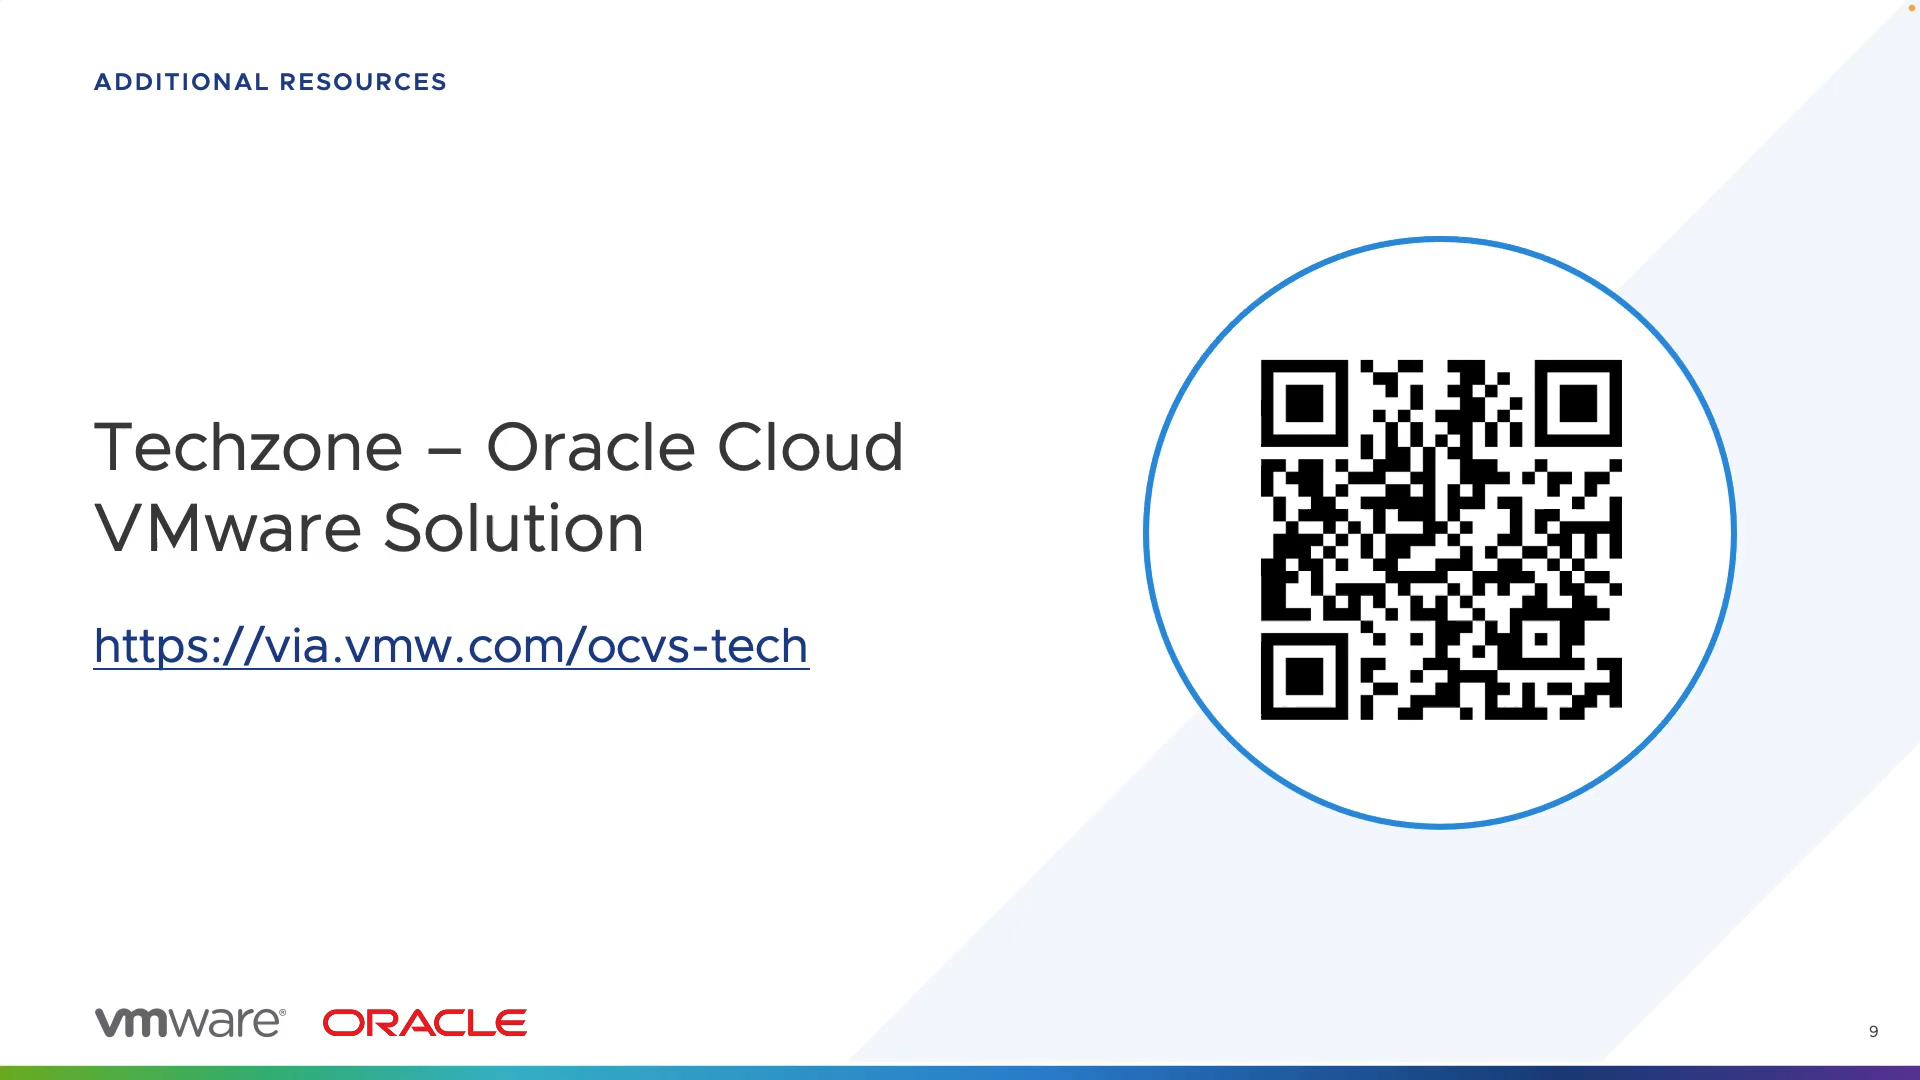 ADDITIONAL RESOURCES
Techzone – Oracle Cloud
VMware Solution
https://via.vmw.com/ocvs-tech
vmware® ORACLE
9